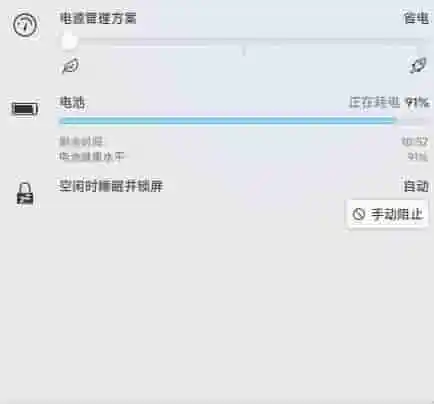 电源管理方案 省电
电池 正在耗电 91%
剩余时间 10:52
电池健康水平 91%
空闲时睡眠并锁屏 自动
手动阻止